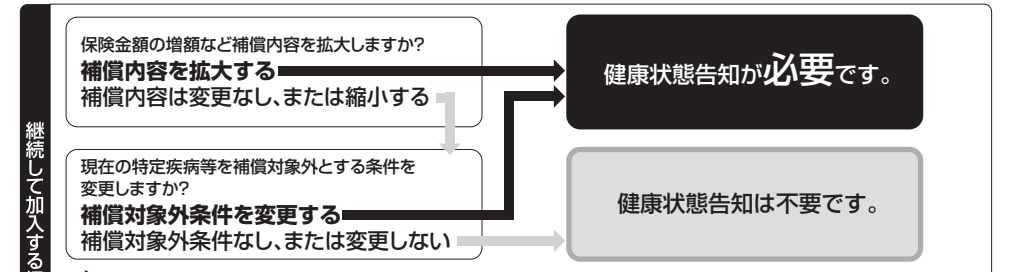 継続して加入する
保険金額の増額など補償内容を拡大しますか?
補償内容を拡大する
補償内容は変更なし、または縮小する
健康状態告知が必要です。
現在の特定疾病等を補償対象外とする条件を
変更しますか?
補償対象外条件を変更する
補償対象外条件なし、または変更しない
健康状態告知は不要です。